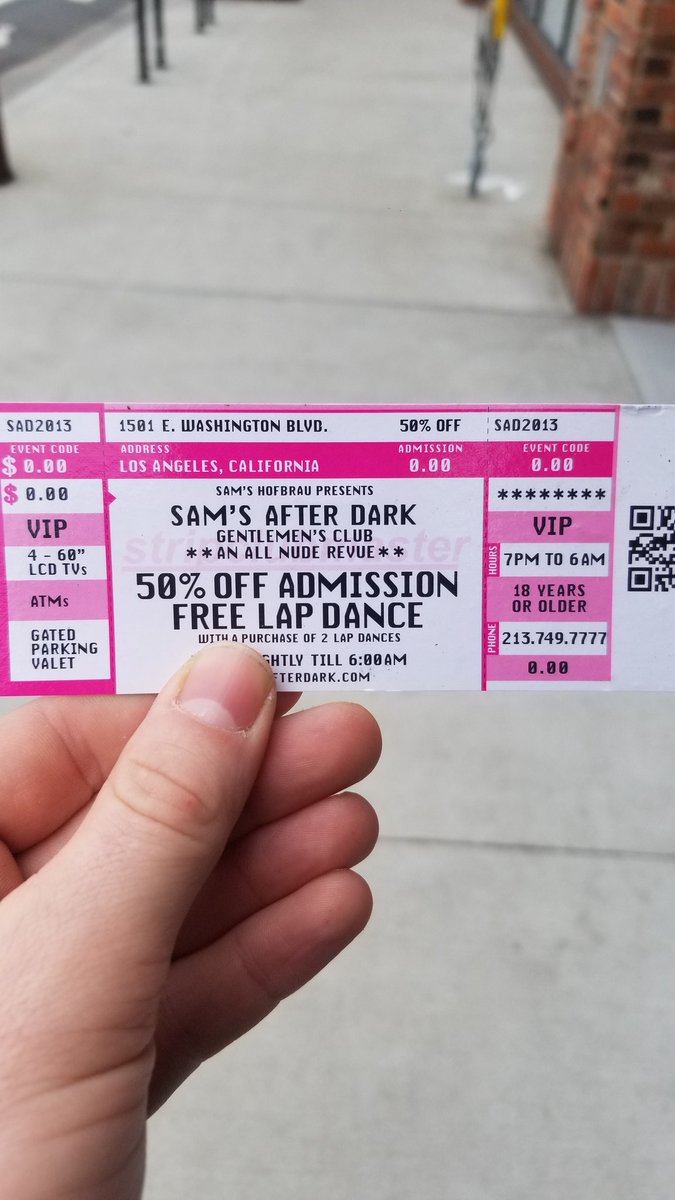 SAD2013
EVENT CODE
$ 0.00
$ 0.00
VIP
4 - 60”
LCD TVs
ATMs
GATED
PARKING
VALET
1501 E. WASHINGTON BLVD. 50% OFF
ADDRESS ADMISSION
LOS ANGELES, CALIFORNIA 0.00
SAM'S HOFBRAU PRESENTS
SAM'S AFTER DARK
GENTLEMEN'S CLUB
**AN ALL NUDE REVUE**
50% OFF ADMISSION
FREE LAP DANCE
WITH A PURCHASE OF 2 LAP DANCES
TILL 6:00AM
SAD2013
EVENT CODE
0.00
********
VIP
HOURS
7PM TO 6AM
18 YEARS
OR OLDER
PHONE
213.749.7777
0.00